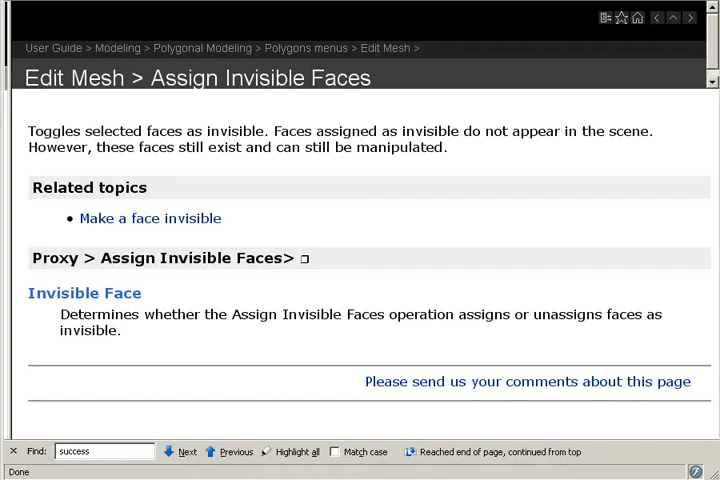 User Guide > Modeling > Polygonal Modeling > Polygons menus > Edit Mesh >
Edit Mesh > Assign Invisible Faces
Toggles selected faces as invisible. Faces assigned as invisible do not appear in the scene.
However, these faces still exist and can still be manipulated.
Related topics
• Make a face invisible
Proxy > Assign Invisible Faces> ❒
Invisible Face
Determines whether the Assign Invisible Faces operation assigns or unassigns faces as
invisible.
Please send us your comments about this page
Find: success Next Previous Highlight all Match case Reached end of page, continued from top
Done